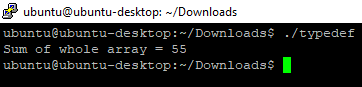 ubuntu@ubuntu-desktop: ~/Downloads
ubuntu@ubuntu-desktop:~/Downloads$ ./typedef
Sum of whole array = 55
ubuntu@ubuntu-desktop:~/Downloads$